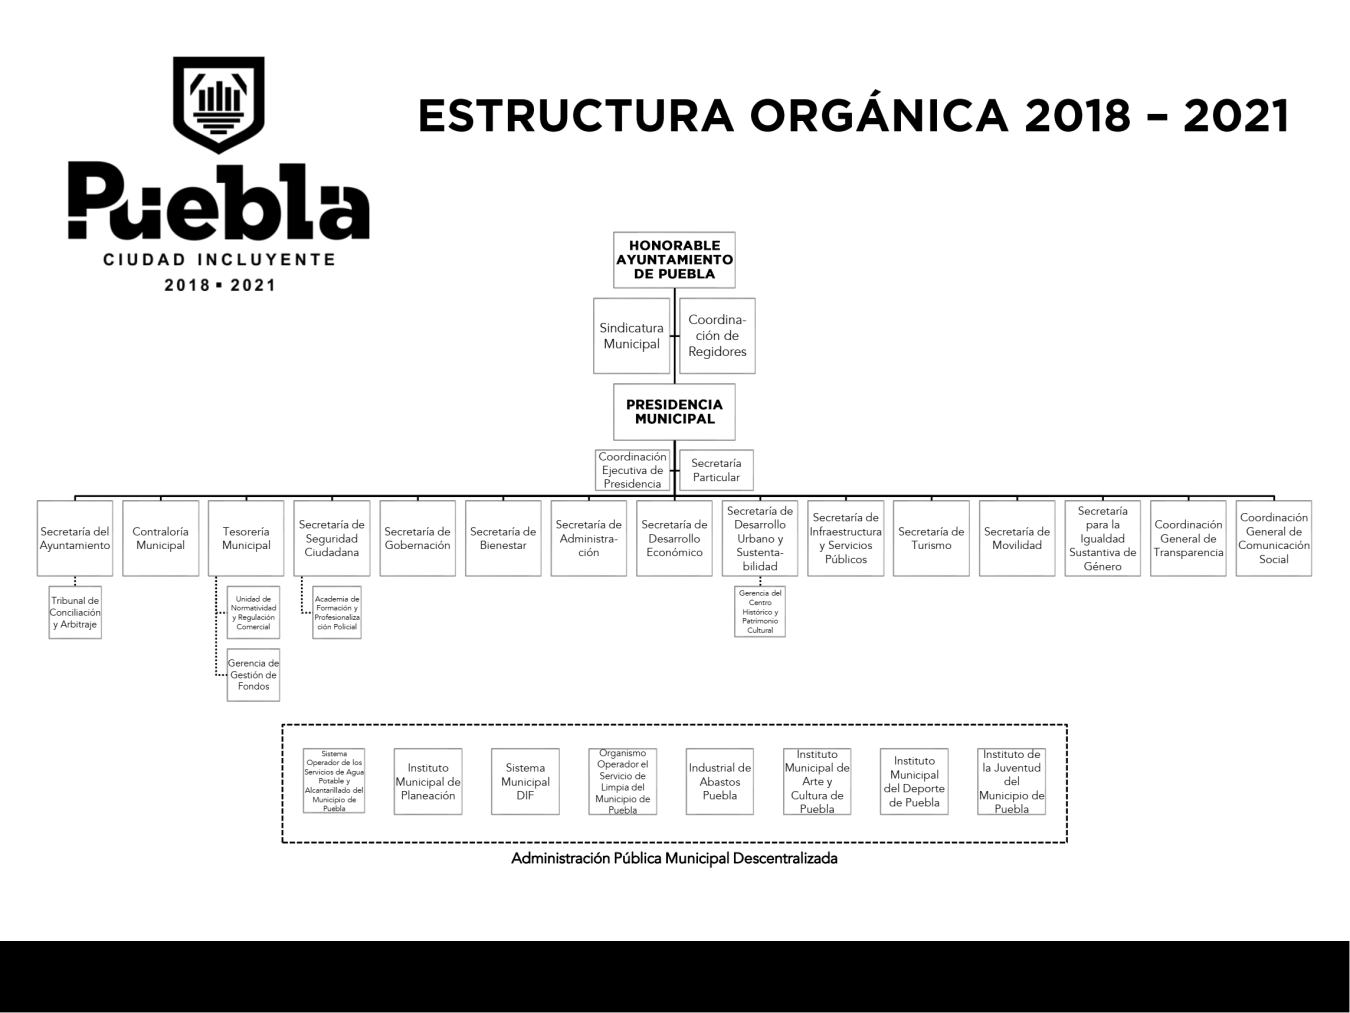 ESTRUCTURA ORGÁNICA 2018 – 2021
Puebla
CIUDAD INCLUYENTE
2018 ▪ 2021
HONORABLE
AYUNTAMIENTO
DE PUEBLA
Sindicatura
Municipal
Coordina-
ción de
Regidores
PRESIDENCIA
MUNICIPAL
Coordinación
Ejecutiva de
Presidencia
Secretaría
Particular
Secretaría del
Ayuntamiento
Contraloría
Municipal
Tesorería
Municipal
Secretaría de
Seguridad
Ciudadana
Secretaría de
Gobernación
Secretaría de
Bienestar
Secretaría de
Administra-
ción
Secretaría de
Desarrollo
Económico
Secretaría de
Desarrollo
Urbano y
Sustenta-
bilidad
Secretaría de
Infraestructura
y Servicios
Públicos
Secretaría de
Turismo
Secretaría de
Movilidad
Secretaría
para la
Igualdad
Sustantiva de
Género
Coordinación
General de
Transparencia
Coordinación
General de
Comunicación
Social
Tribunal de
Conciliación
y Arbitraje
Unidad de
Normatividad
y Regulación
Comercial
Academia de
Formación y
Profesionaliza
ción Policial
Gerencia del
Centro
Histórico y
Patrimonio
Cultural
Gerencia de
Gestión de
Fondos
Sistema
Operador de los
Servicios de Agua
Potable y
Alcantarillado del
Municipio de
Puebla
Instituto
Municipal de
Planeación
Sistema
Municipal
DIF
Organismo
Operador el
Servicio de
Limpia del
Municipio de
Puebla
Industrial de
Abastos
Puebla
Instituto
Municipal de
Arte y
Cultura de
Puebla
Instituto
Municipal
del Deporte
de Puebla
Instituto de
la Juventud
del
Municipio de
Puebla
Administración Pública Municipal Descentralizada